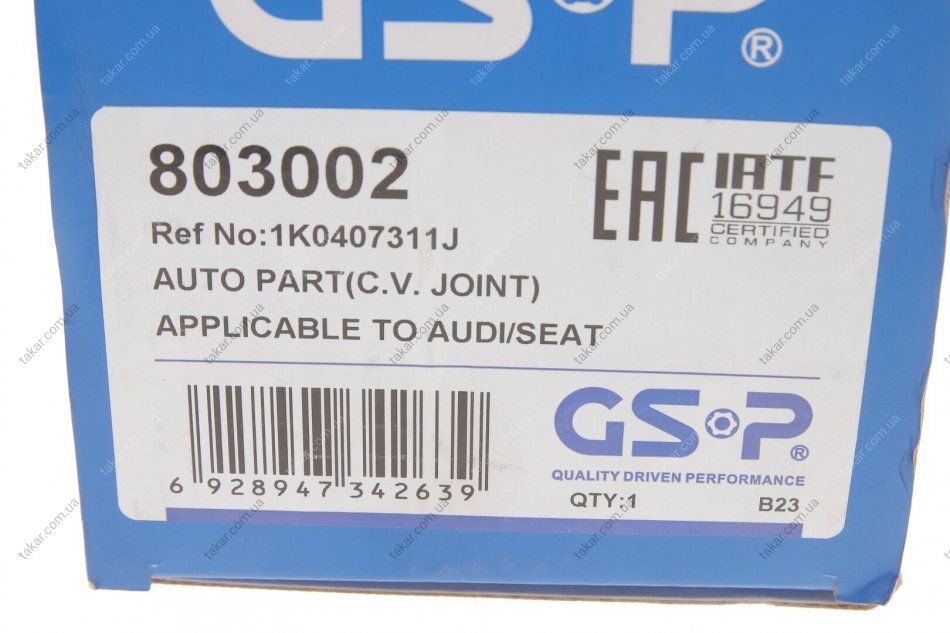 GSP®
803002
Ref No:1K0407311J
AUTO PART(C.V. JOINT)
APPLICABLE TO AUDI/SEAT
EAC
IATF
16949
CERTIFIED
COMPANY
6 928947 342639
GSP®
QUALITY DRIVEN PERFORMANCE
QTY:1
B23
takar.com.ua